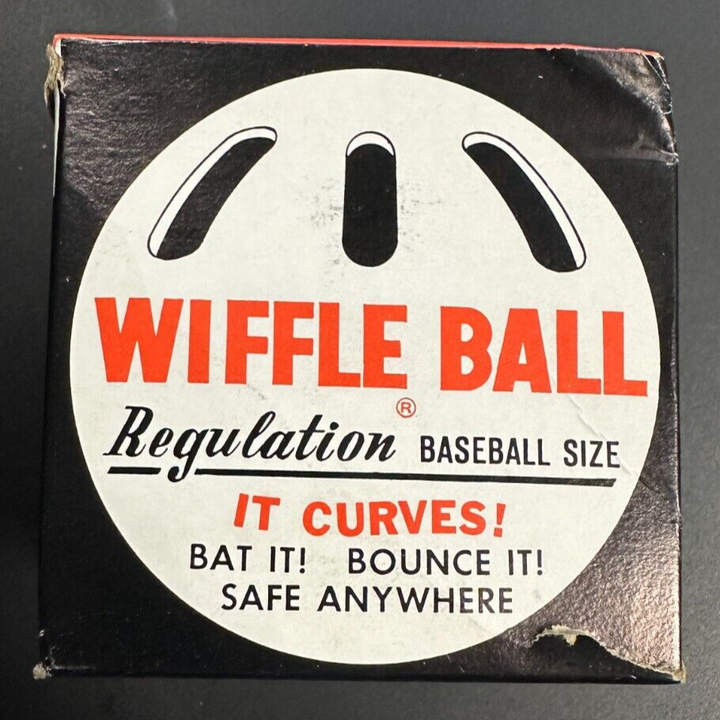 WIFFLE BALL
®
Regulation BASEBALL SIZE
IT CURVES!
BAT IT! BOUNCE IT!
SAFE ANYWHERE